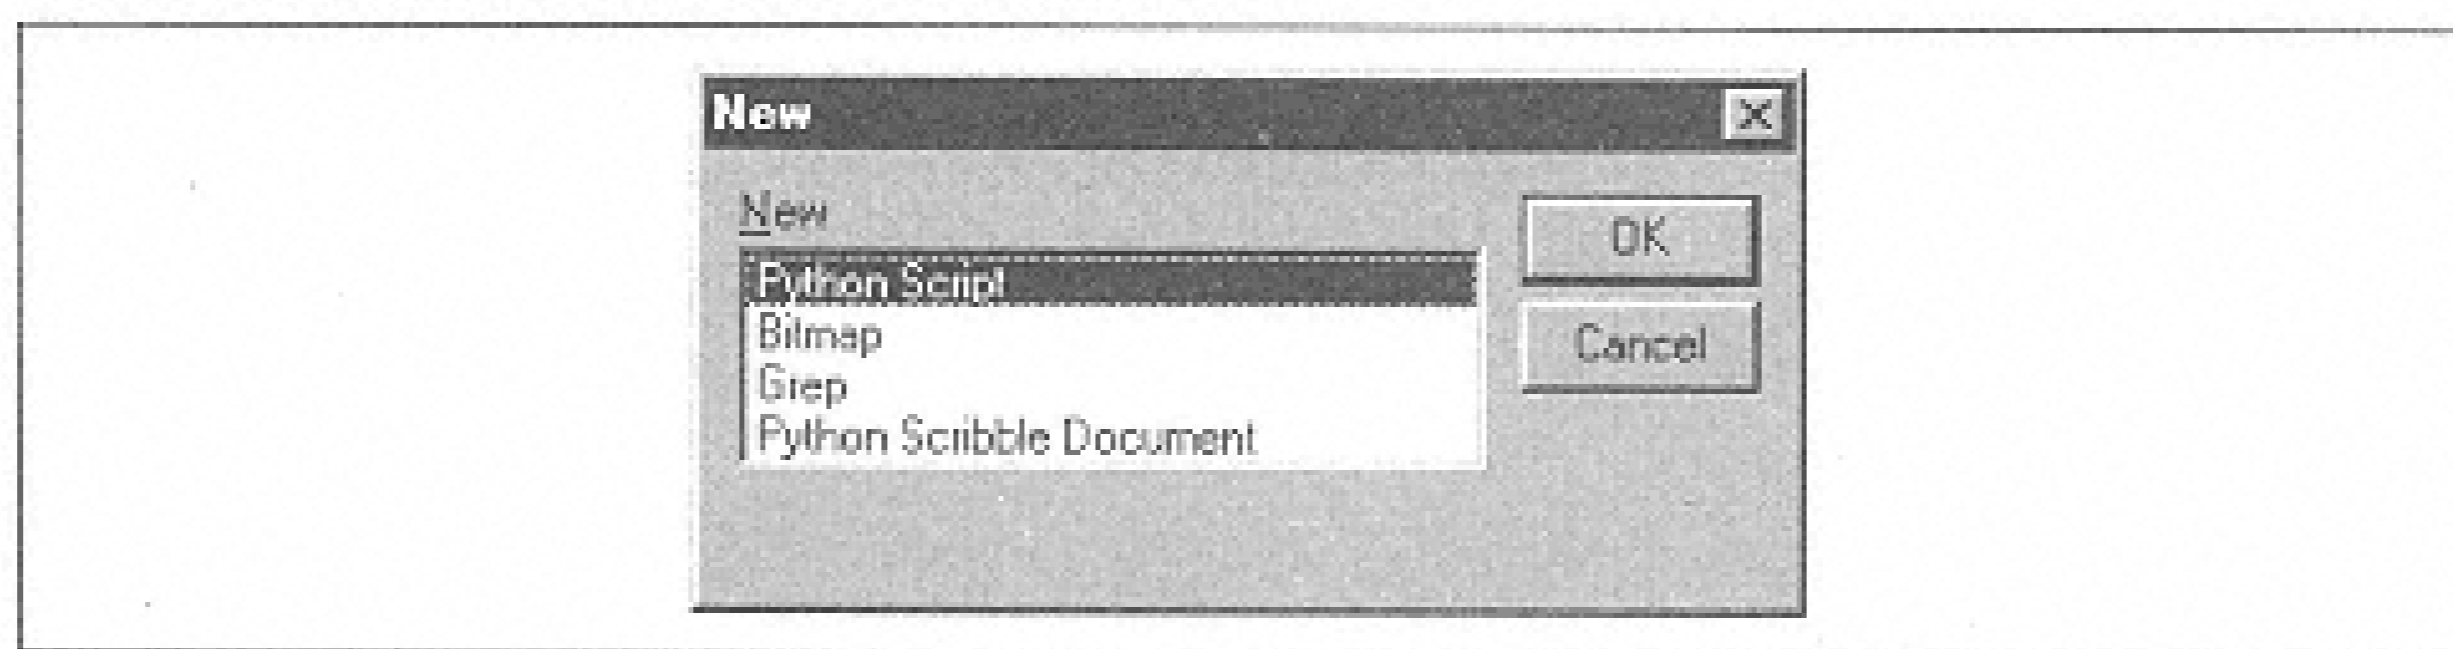 New
New
Python Script
Bitmap
Grep
Python Scribble Document
OK
Cancel